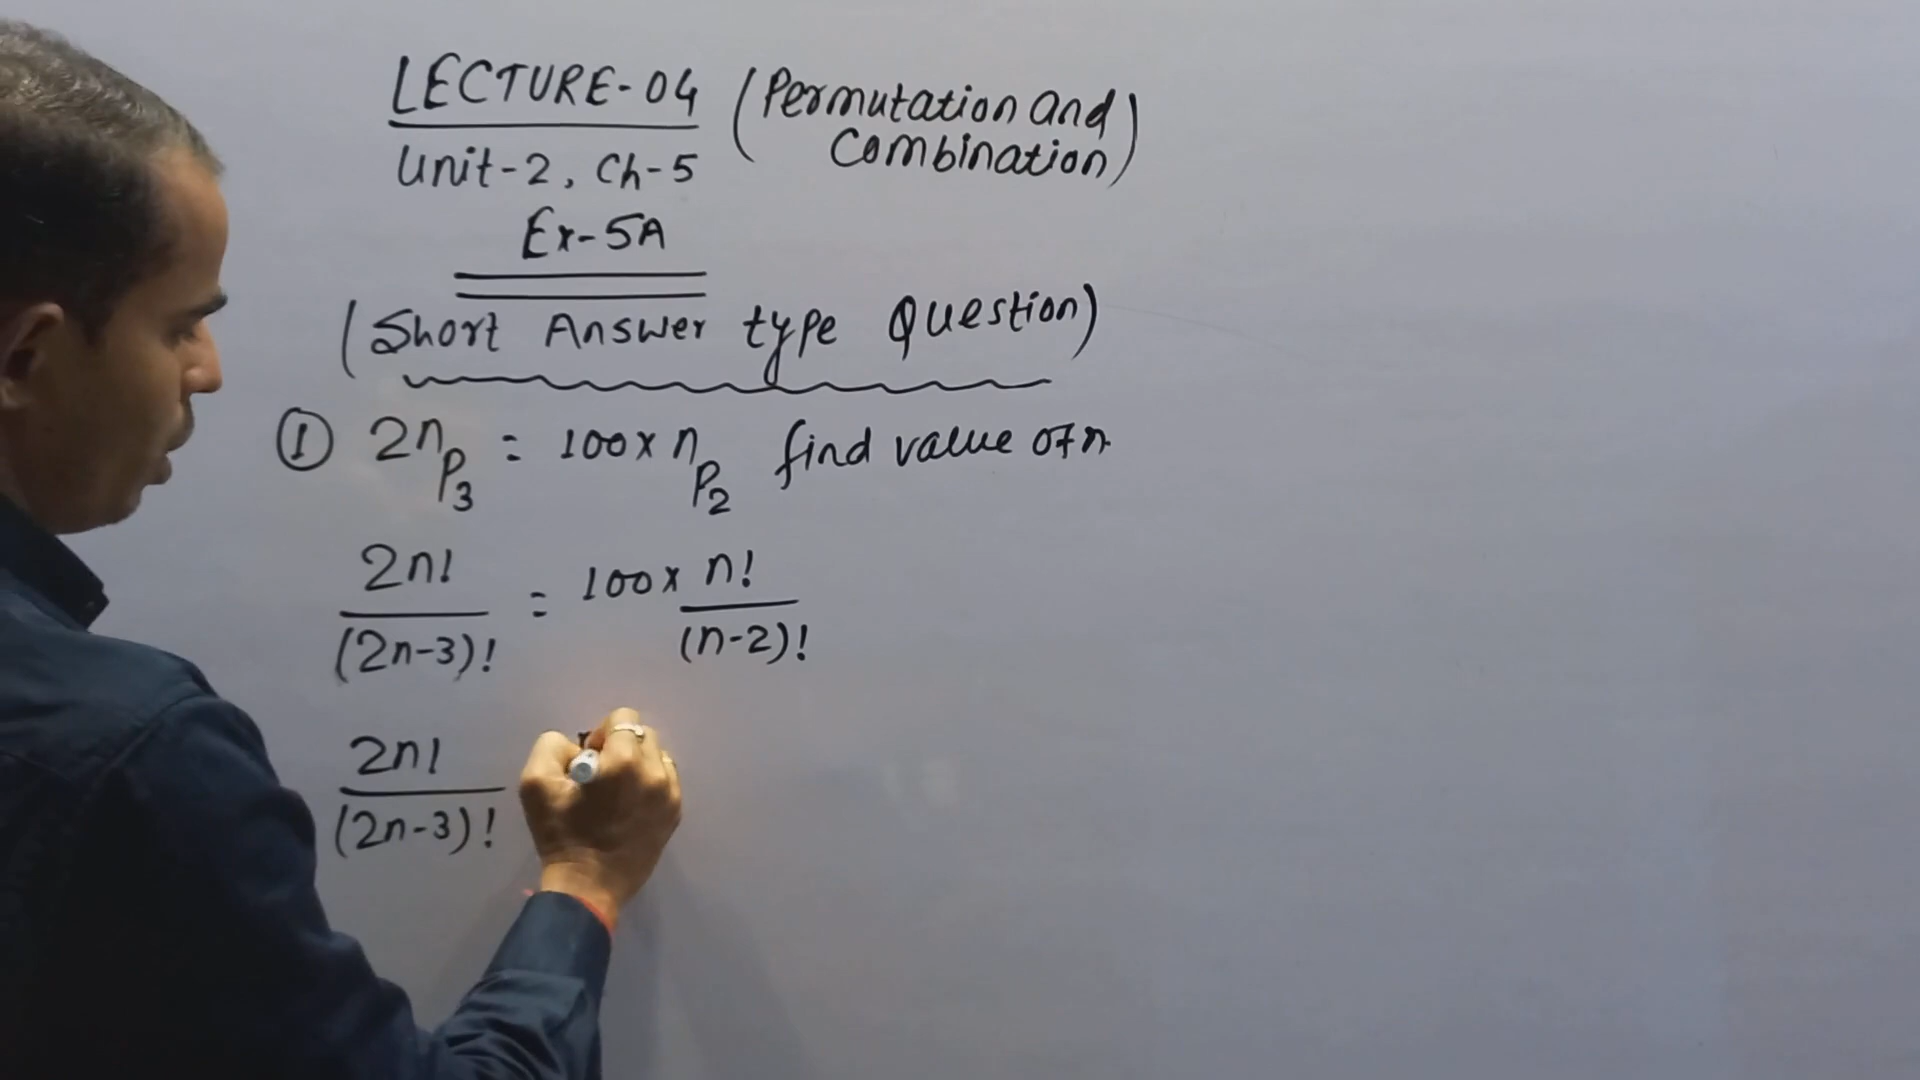 LECTURE-04 (Permutation and
Combination)
Unit-2, Ch-5
Ex-5A
(Short Answer type Question)
① 2nP3 = 100 x nP2 find value of n.
2n! / (2n-3)! = 100 x n! / (n-2)!
2n! / (2n-3)!